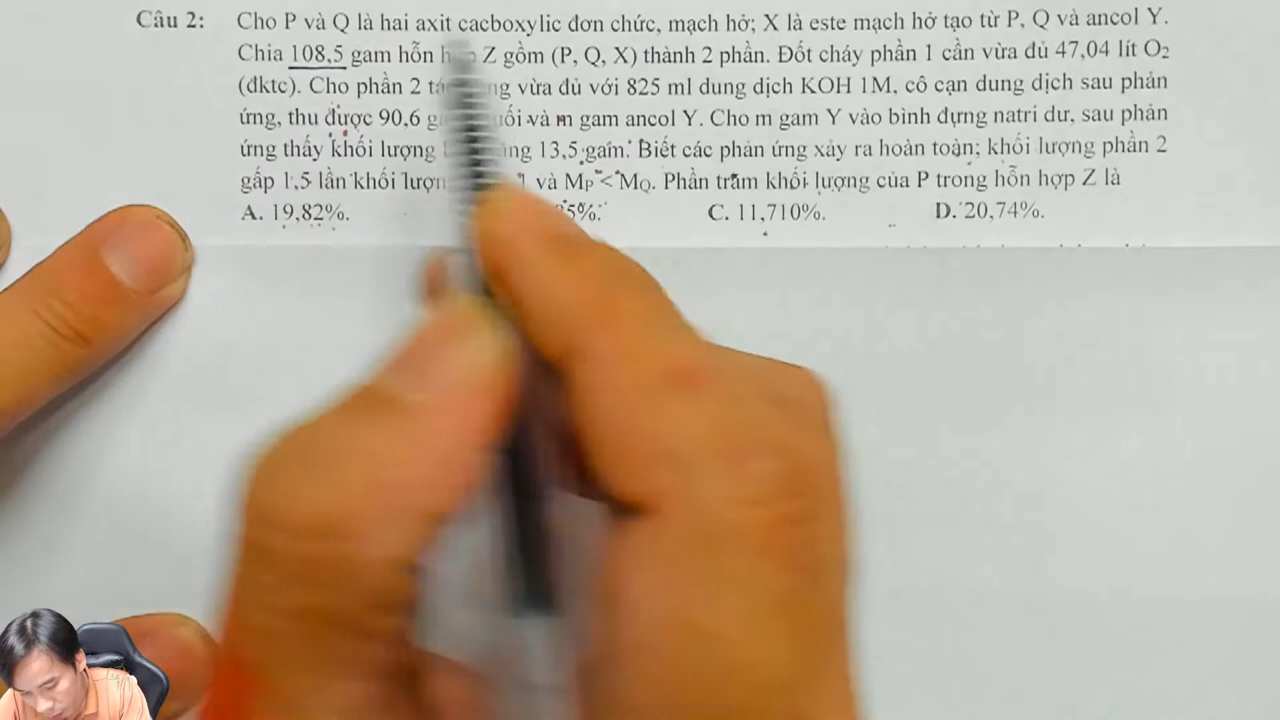 Câu 2: Cho P và Q là hai axit cacboxylic đơn chức, mạch hở; X là este mạch hở tạo từ P, Q và ancol Y.
Chia 108,5 gam hỗn Z gồm (P, Q, X) thành 2 phần. Đốt cháy phần 1 cần vừa đủ 47,04 lít O₂
(đktc). Cho phần 2 vừa đủ với 825 ml dung dịch KOH 1M, cô cạn dung dịch sau phản
ứng, thu được 90,6 và m gam ancol Y. Cho m gam Y vào bình đựng natri dư, sau phản
ứng thấy khối lượng 13,5 gam. Biết các phản ứng xảy ra hoàn toàn; khối lượng phần 2
gấp 1,5 lần khối và M_P < M_Q. Phần trăm khối lượng của P trong hỗn hợp Z là
A. 19,82%. C. 11,710%. D. 20,74%.